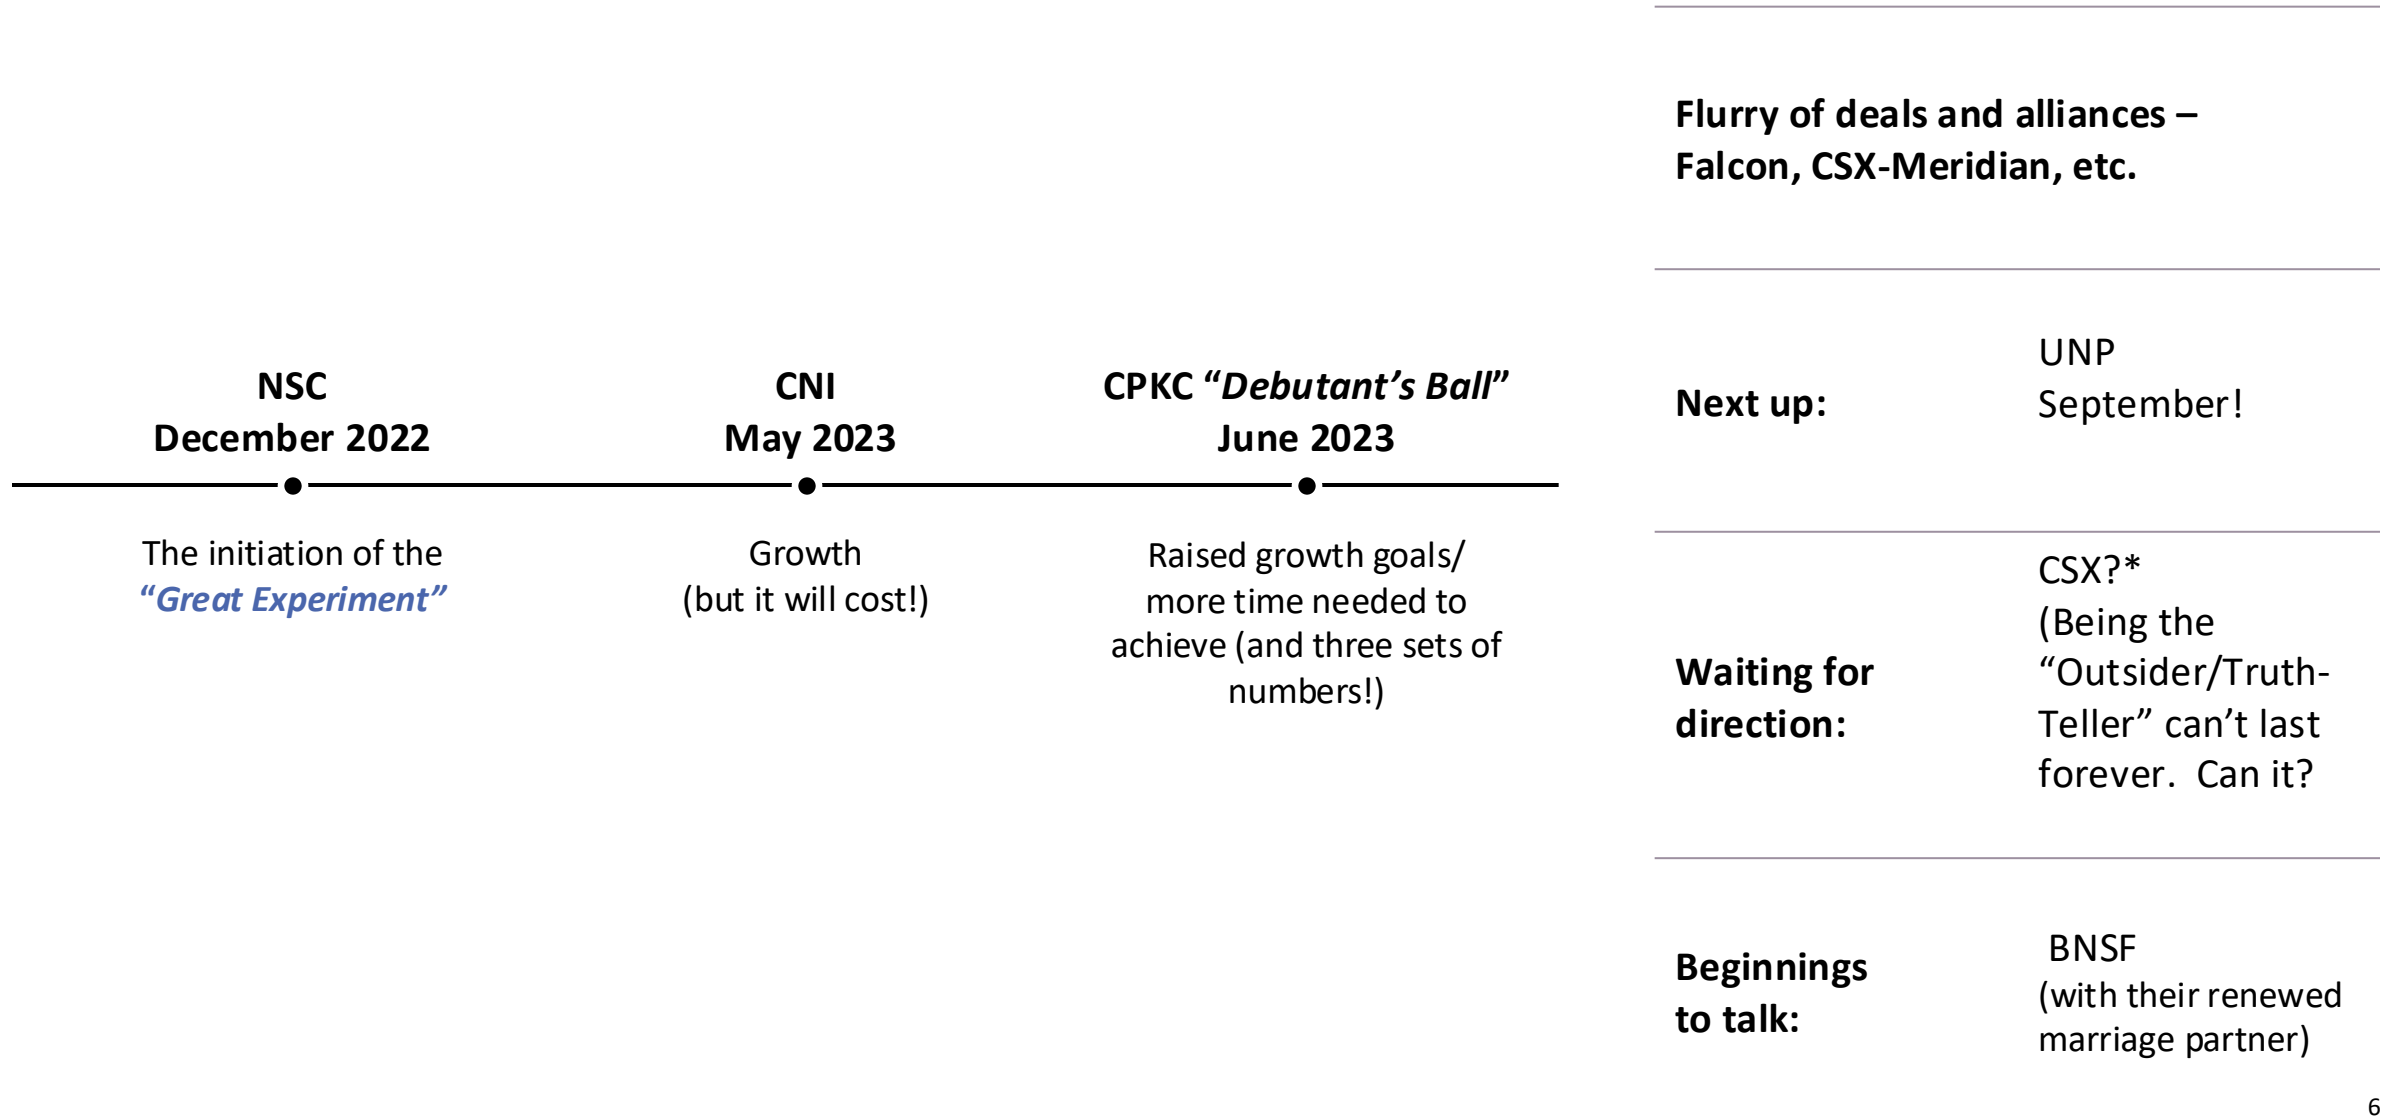 NSC
December 2022
The initiation of the
“Great Experiment”
CNI
May 2023
Growth
(but it will cost!)
CPKC “Debutant’s Ball”
June 2023
Raised growth goals/
more time needed to
achieve (and three sets of
numbers!)
Flurry of deals and alliances –
Falcon, CSX-Meridian, etc.
Next up:
UNP
September!
Waiting for
direction:
CSX?*
(Being the
“Outsider/Truth-
Teller” can’t last
forever.  Can it?
Beginnings
to talk:
BNSF
(with their renewed
marriage partner)
6